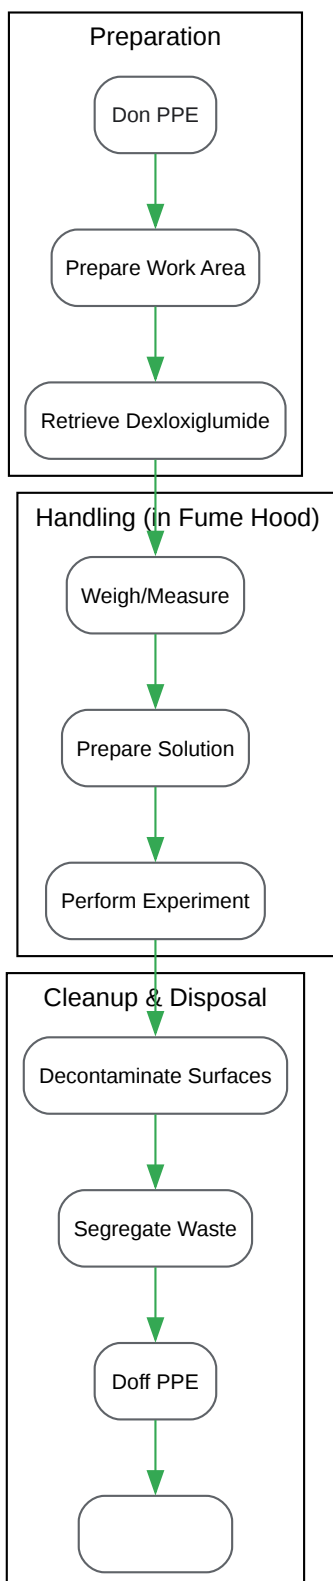 Preparation
Don PPE
Prepare Work Area
Retrieve Dexloxiglumide
Handling (in Fume Hood)
Weigh/Measure
Prepare Solution
Perform Experiment
Cleanup & Disposal
Decontaminate Surfaces
Segregate Waste
Doff PPE